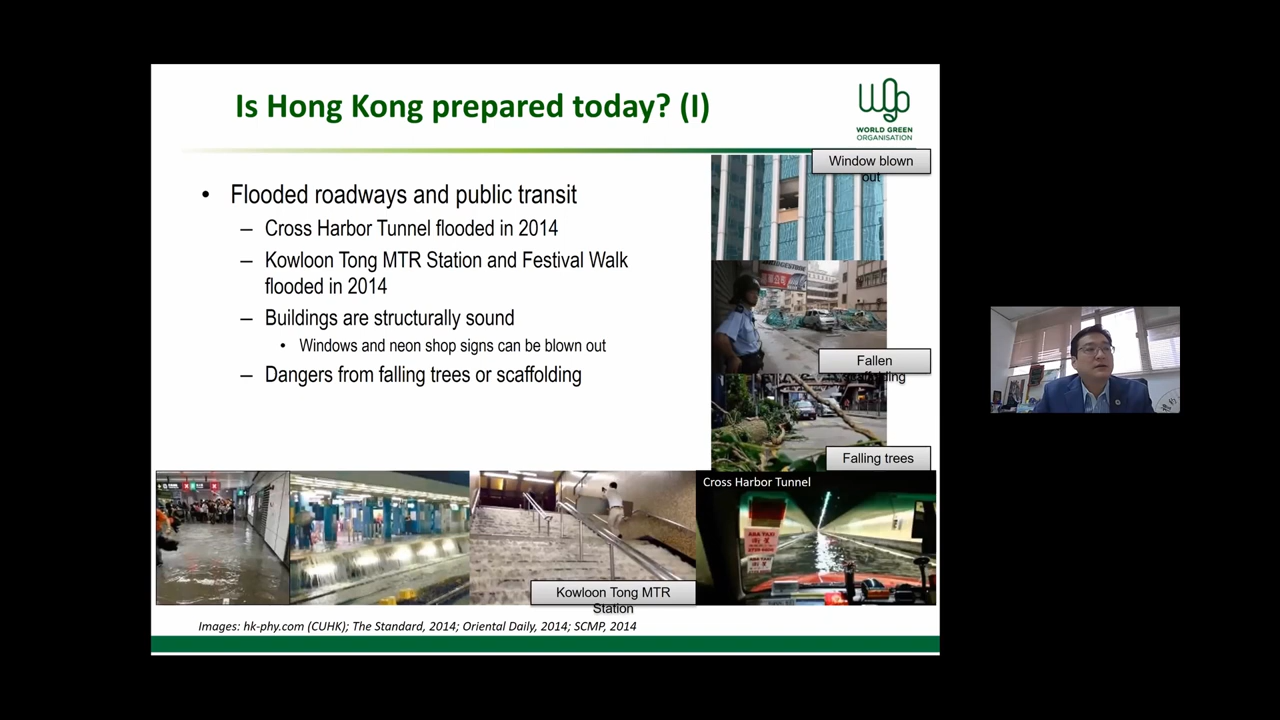 Is Hong Kong prepared today? (I)
WORLD GREEN
ORGANISATION
• Flooded roadways and public transit
– Cross Harbor Tunnel flooded in 2014
– Kowloon Tong MTR Station and Festival Walk
flooded in 2014
– Buildings are structurally sound
• Windows and neon shop signs can be blown out
– Dangers from falling trees or scaffolding
Window blown
out
Fallen
scaffolding
Falling trees
Cross Harbor Tunnel
Kowloon Tong MTR
Station
Images: hk-phy.com (CUHK); The Standard, 2014; Oriental Daily, 2014; SCMP, 2014